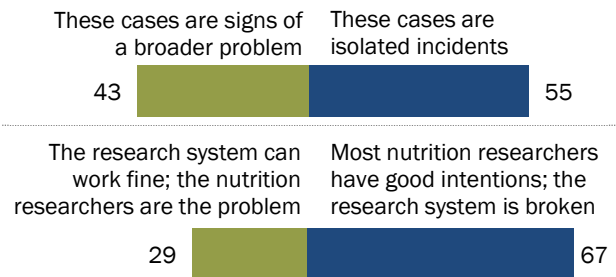 These cases are signs of
a broader problem
These cases are
isolated incidents
43
55
The research system can
work fine; the nutrition
researchers are the problem
Most nutrition researchers
have good intentions; the
research system is broken
29
67